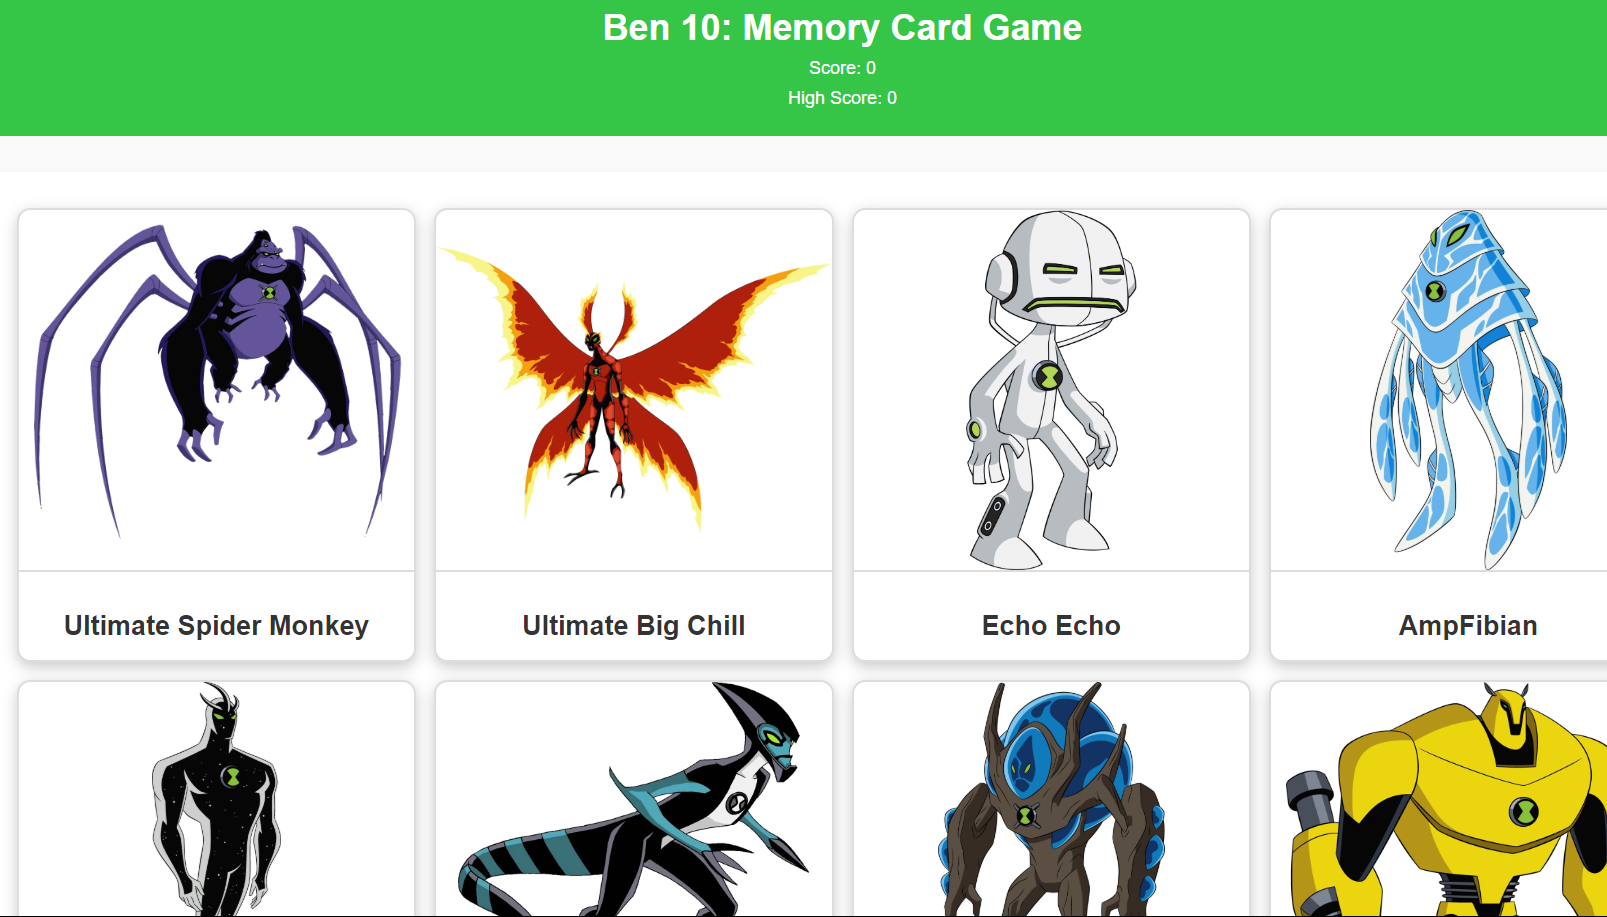 Ben 10: Memory Card Game
Score: 0
High Score: 0
Ultimate Spider Monkey
Ultimate Big Chill
Echo Echo
AmpFibian